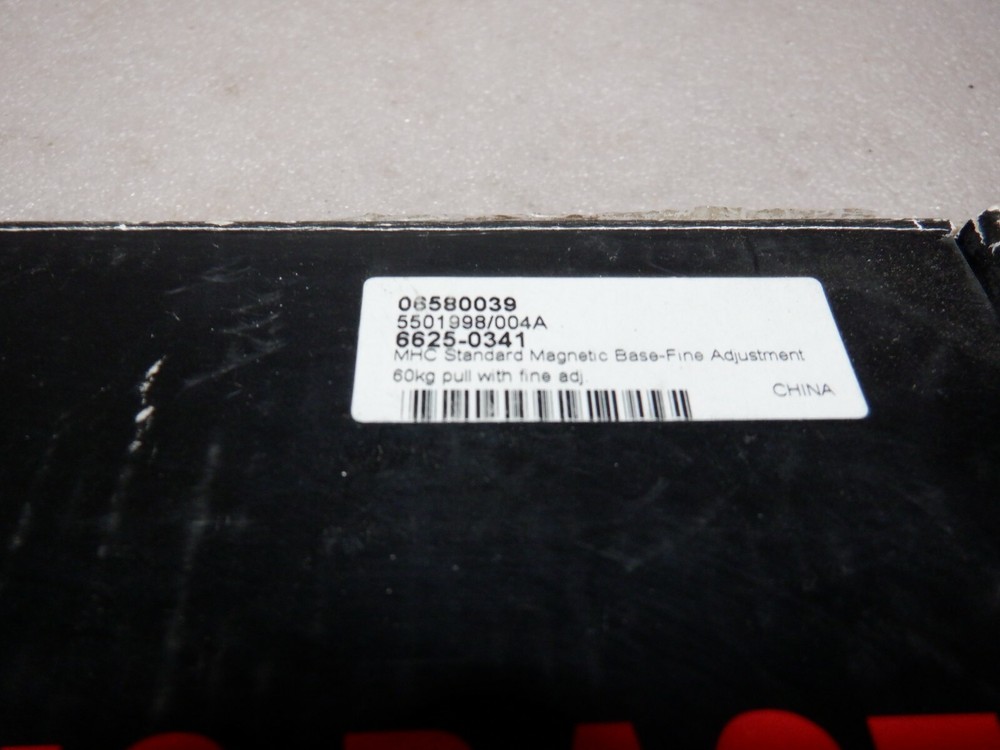 06580039
5501998/004A
6625-0341
MHC Standard Magnetic Base-Fine Adjustment
60kg pull with fine adj
CHINA